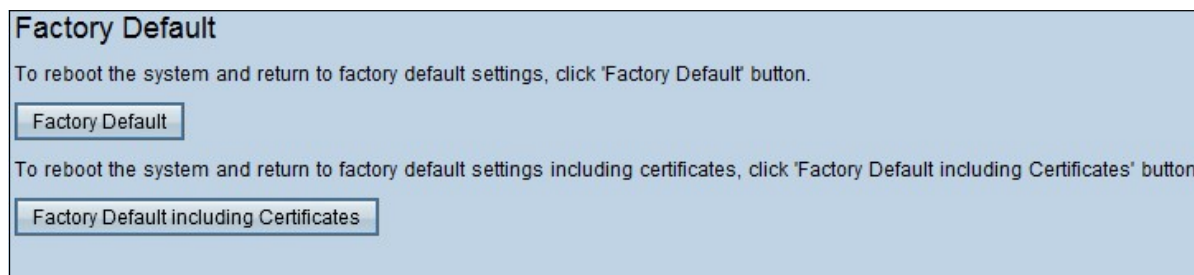 Factory Default
To reboot the system and return to factory default settings, click 'Factory Default' button.
Factory Default
To reboot the system and return to factory default settings including certificates, click 'Factory Default including Certificates' button
Factory Default including Certificates